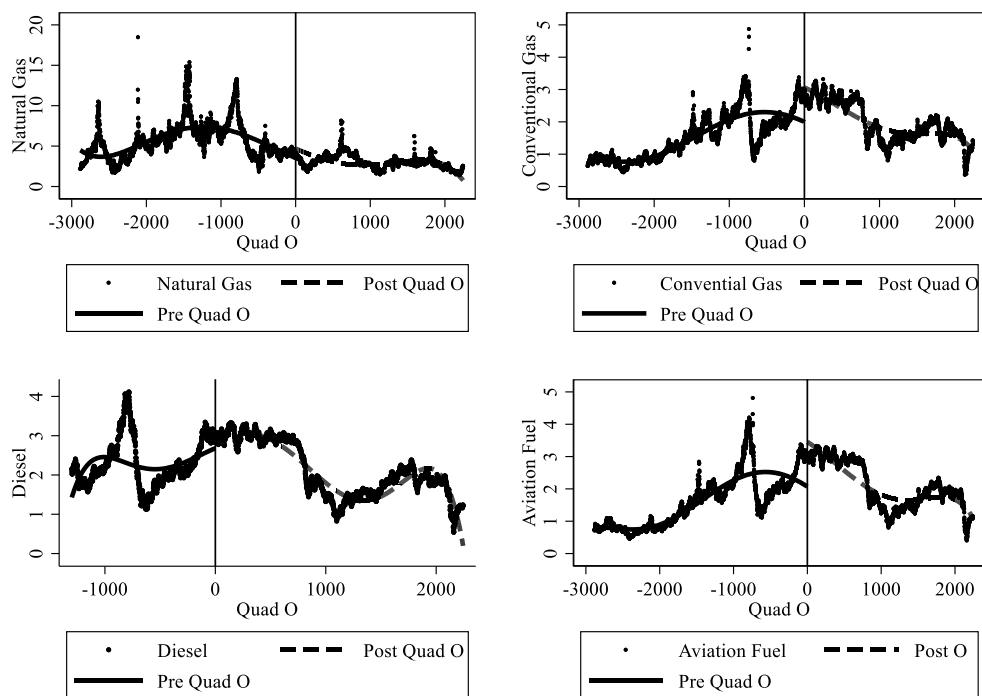 Natural Gas
20
15
10
5
0
-3000 -2000 -1000 0 1000 2000
Quad O
Natural Gas Post Quad O
Pre Quad O
Conventional Gas
5
4
3
2
1
0
-3000 -2000 -1000 0 1000 2000
Quad O
Convential Gas Post Quad O
Pre Quad O
Diesel
4
3
2
1
0
-1000 0 1000 2000
Quad O
Diesel Post Quad O
Pre Quad O
Aviation Fuel
5
4
3
2
1
0
-3000 -2000 -1000 0 1000 2000
Quad O
Aviation Fuel Post O
Pre Quad O